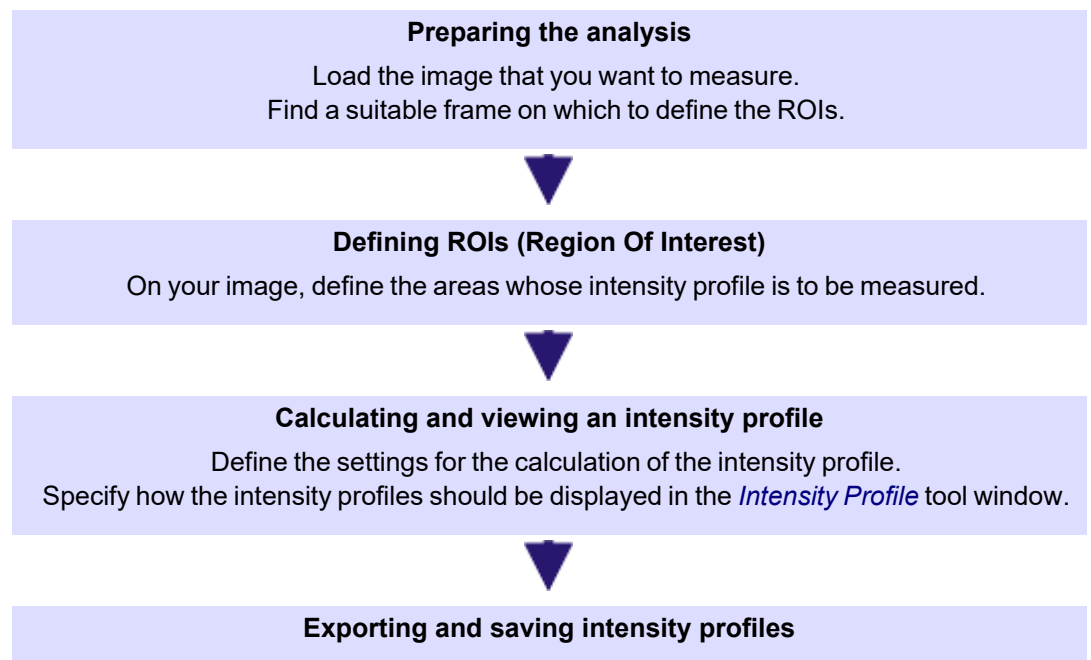 Preparing the analysis
Load the image that you want to measure.
Find a suitable frame on which to define the ROIs.
Defining ROIs (Region Of Interest)
On your image, define the areas whose intensity profile is to be measured.
Calculating and viewing an intensity profile
Define the settings for the calculation of the intensity profile.
Specify how the intensity profiles should be displayed in the Intensity Profile tool window.
Exporting and saving intensity profiles